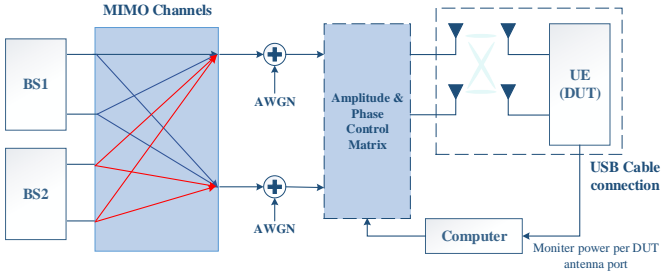 MIMO Channels
BS1
BS2
AWGN
AWGN
Amplitude &
Phase
Control
Matrix
UE
(DUT)
USB Cable
connection
Computer
Moniter power per DUT
antenna port